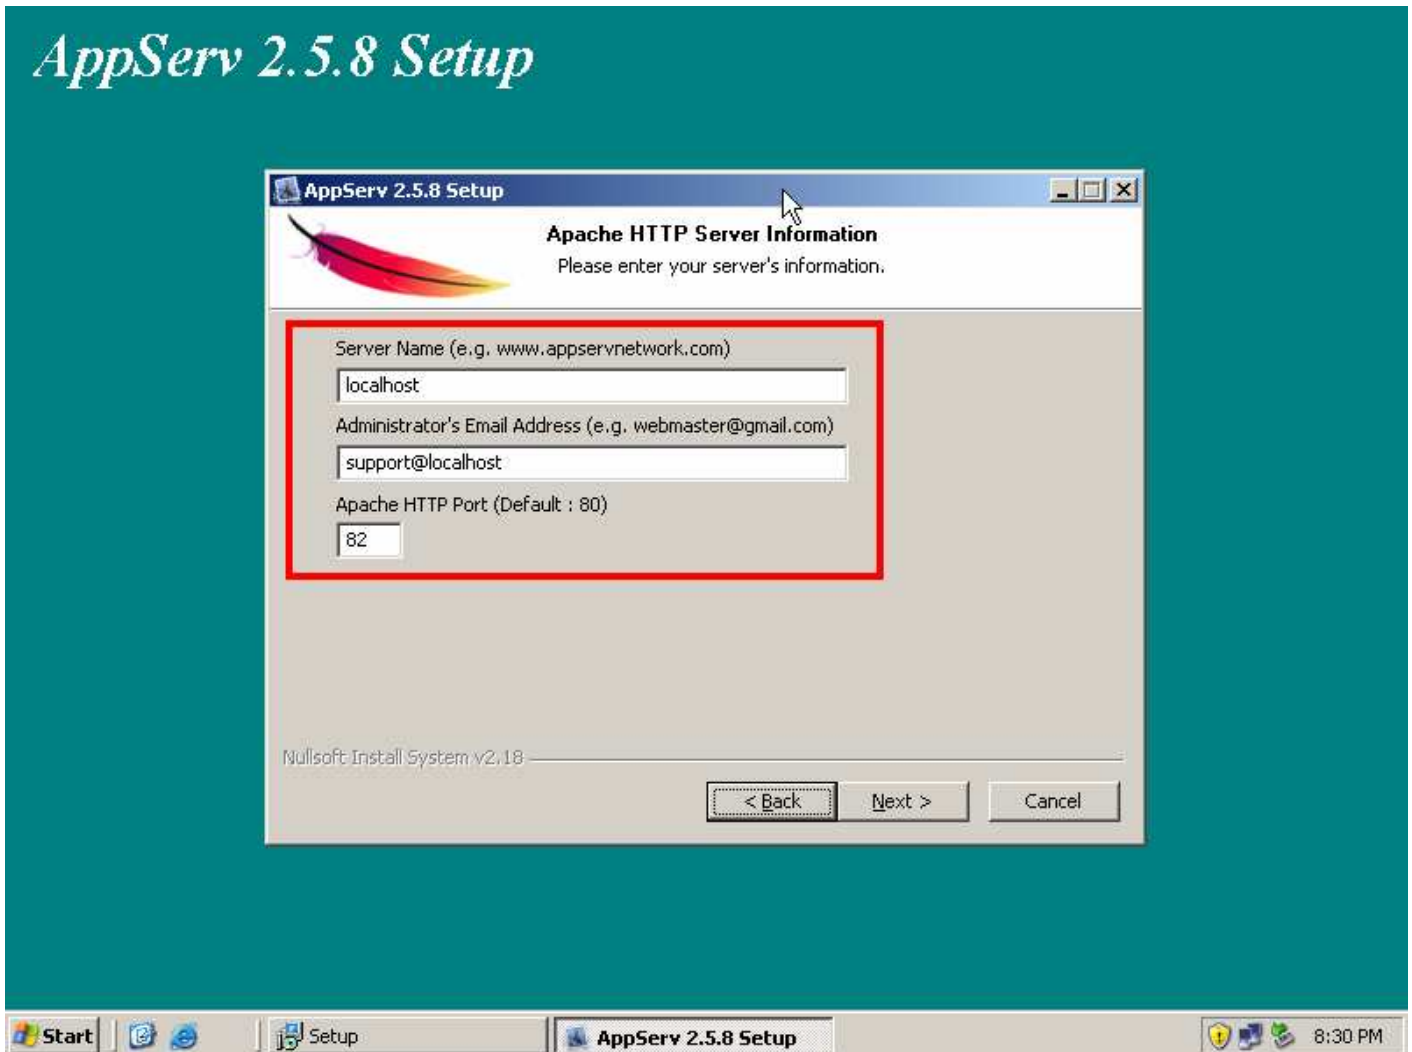 AppServ 2.5.8 Setup
AppServ 2.5.8 Setup
Apache HTTP Server Information
Please enter your server's information.
Server Name (e.g. www.appservnetwork.com)
localhost
Administrator's Email Address (e.g. webmaster@gmail.com)
support@localhost
Apache HTTP Port (Default : 80)
82
Nullsoft Install System v2.18
< Back Next > Cancel
Start Setup AppServ 2.5.8 Setup 8:30 PM